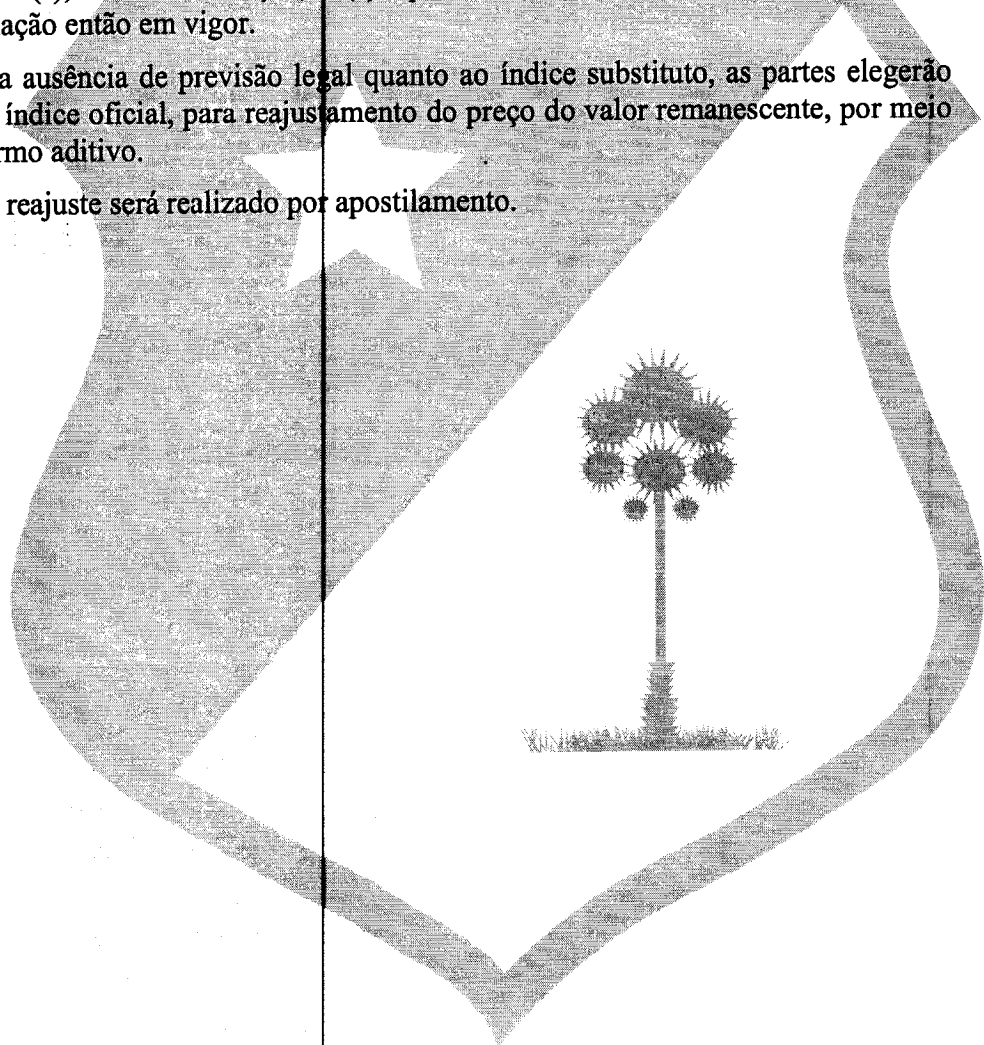 ação então em vigor.
a ausência de previsão legal quanto ao índice substituto, as partes elegerão
índice oficial, para reajustamento do preço do valor remanescente, por meio
rmo aditivo.
reajuste será realizado por apostilamento.